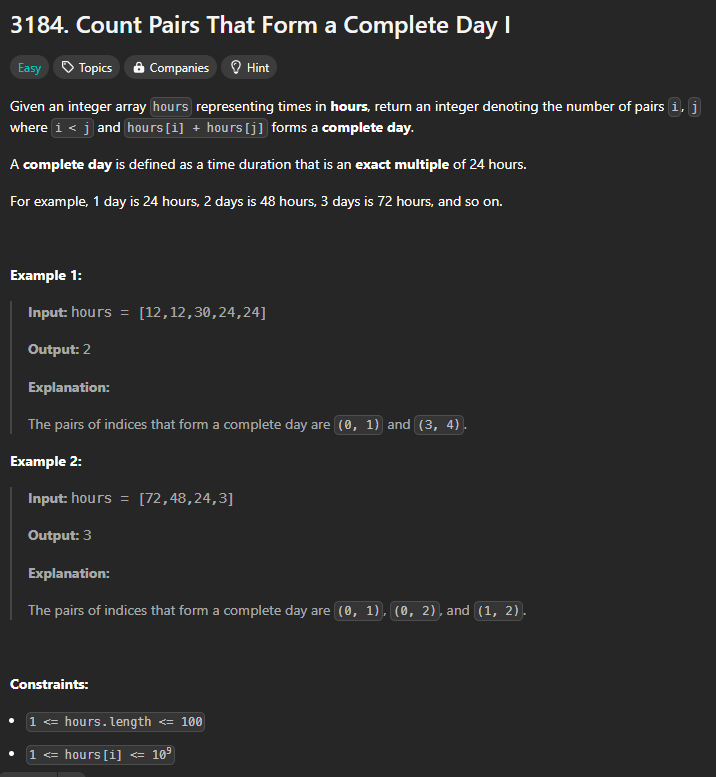 3184. Count Pairs That Form a Complete Day I
Easy Topics Companies Hint
Given an integer array hours representing times in hours, return an integer denoting the number of pairs i, j
where i < j and hours[i] + hours[j] forms a complete day.
A complete day is defined as a time duration that is an exact multiple of 24 hours.
For example, 1 day is 24 hours, 2 days is 48 hours, 3 days is 72 hours, and so on.
Example 1:
Input: hours = [12,12,30,24,24]
Output: 2
Explanation:
The pairs of indices that form a complete day are (0, 1) and (3, 4).
Example 2:
Input: hours = [72,48,24,3]
Output: 3
Explanation:
The pairs of indices that form a complete day are (0, 1), (0, 2), and (1, 2).
Constraints:
• 1 <= hours.length <= 100
• 1 <= hours[i] <= 10⁹